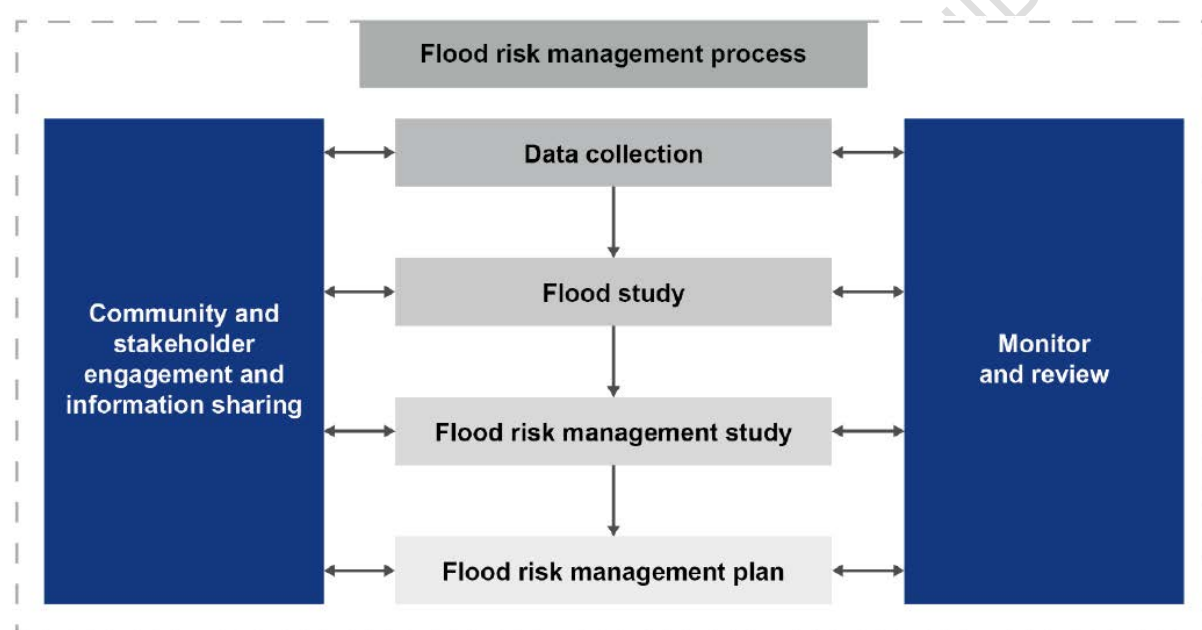 Flood risk management process
Data collection
Flood study
Community and
stakeholder
engagement and
information sharing
Monitor
and review
Flood risk management study
Flood risk management plan